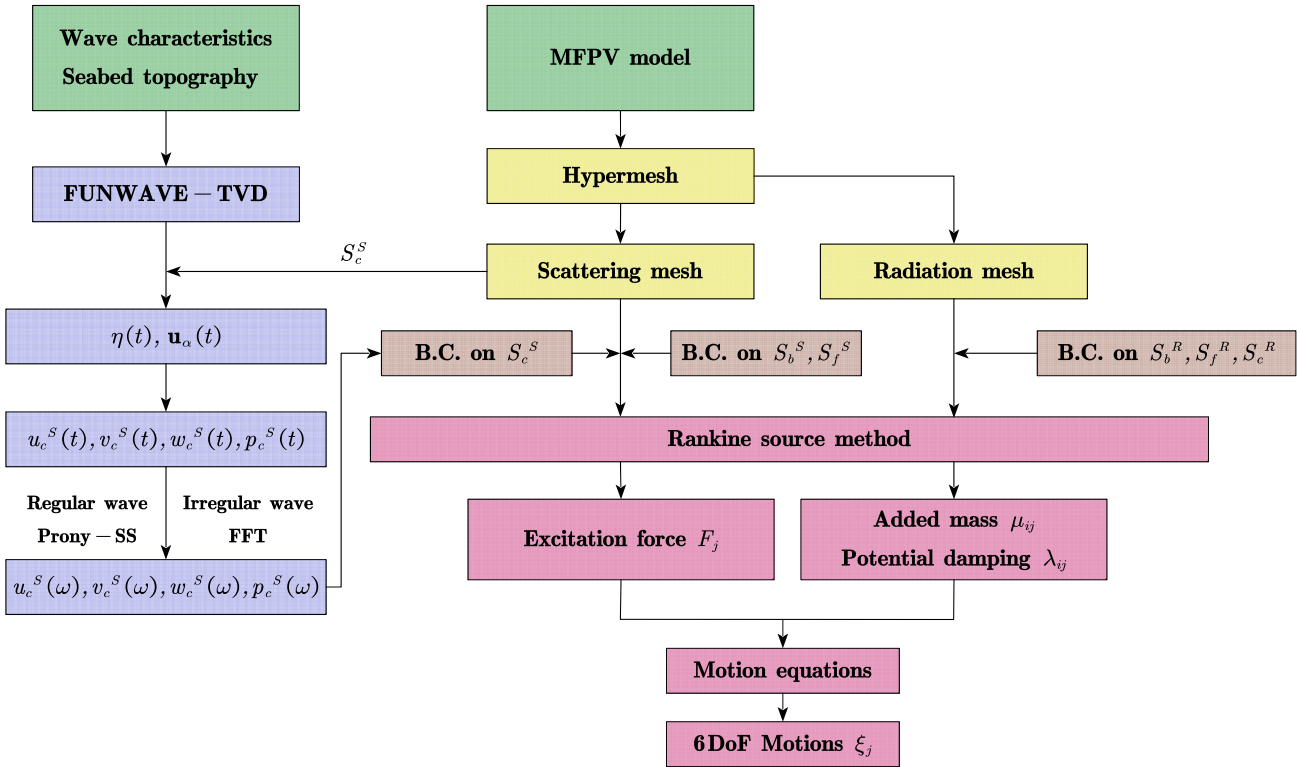 Wave characteristics
Seabed topography
MFPV model
Hypermesh
FUNWAVE − TVD
S_c^S
Scattering mesh
Radiation mesh
η(t), u_α(t)
B.C. on S_c^S
B.C. on S_b^S, S_f^S
B.C. on S_b^R, S_f^R, S_c^R
u_c^S(t), v_c^S(t), w_c^S(t), p_c^S(t)
Rankine source method
Regular wave
Prony − SS
Irregular wave
FFT
u_c^S(ω), v_c^S(ω), w_c^S(ω), p_c^S(ω)
Excitation force F_j
Added mass μ_ij
Potential damping λ_ij
Motion equations
6DoF Motions ξ_j